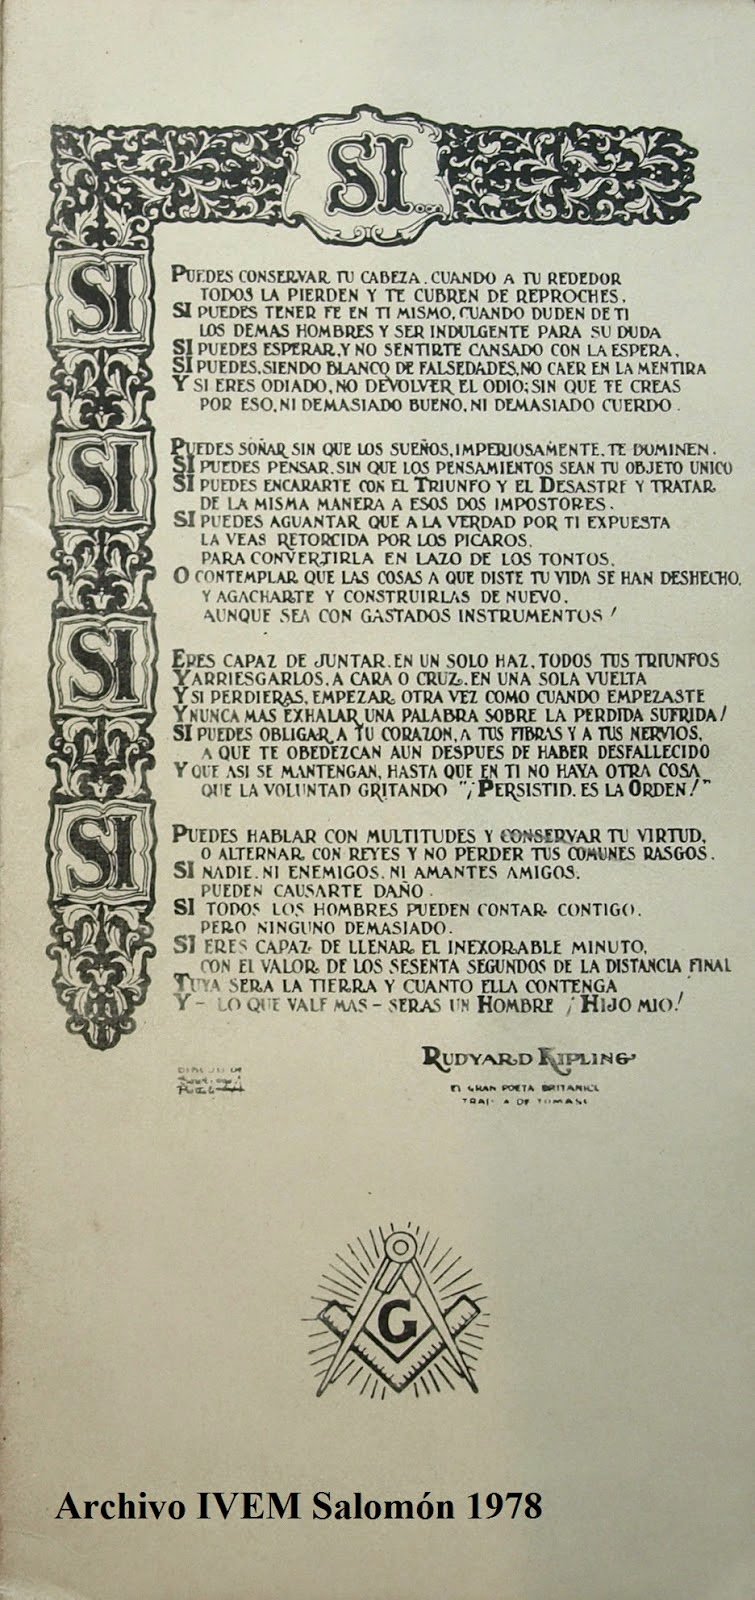 SI...
SI
PUEDES CONSERVAR TU CABEZA, CUANDO A TU REDEDOR
TODOS LA PIERDEN Y TE CUBREN DE REPROCHES,
SI PUEDES TENER FE EN TI MISMO, CUANDO DUDEN DE TI
LOS DEMAS HOMBRES Y SER INDULGENTE PARA SU DUDA
SI PUEDES ESPERAR, Y NO SENTIRTE CANSADO CON LA ESPERA,
SI PUEDES, SIENDO BLANCO DE FALSEDADES, NO CAER EN LA MENTIRA
Y SI ERES ODIADO, NO DEVOLVER EL ODIO; SIN QUE TE CREAS
POR ESO, NI DEMASIADO BUENO, NI DEMASIADO CUERDO.
SI
PUEDES SOÑAR SIN QUE LOS SUEÑOS, IMPERIOSAMENTE, TE DOMINEN.
SI PUEDES PENSAR, SIN QUE LOS PENSAMIENTOS SEAN TU OBJETO UNICO
SI PUEDES ENCARARTE CON EL TRIUNFO Y EL DESASTRE Y TRATAR
DE LA MISMA MANERA A ESOS DOS IMPOSTORES.
SI PUEDES AGUANTAR QUE A LA VERDAD POR TI EXPUESTA
LA VEAS RETORCIDA POR LOS PICAROS,
PARA CONVERTIRLA EN LAZO DE LOS TONTOS,
O CONTEMPLAR QUE LAS COSAS A QUE DISTE TU VIDA SE HAN DESHECHO,
Y AGACHARTE Y CONSTRUIRLAS DE NUEVO,
AUNQUE SEA CON GASTADOS INSTRUMENTOS!
SI
ERES CAPAZ DE JUNTAR, EN UN SOLO HAZ, TODOS TUS TRIUNFOS
Y ARRIESGARLOS, A CARA O CRUZ, EN UNA SOLA VUELTA
Y SI PERDIERAS, EMPEZAR OTRA VEZ COMO CUANDO EMPEZASTE
Y NUNCA MAS EXHALAR UNA PALABRA SOBRE LA PERDIDA SUFRIDA!
SI PUEDES OBLIGAR A TU CORAZON, A TUS FIBRAS Y A TUS NERVIOS,
A QUE TE OBEDEZCAN AUN DESPUES DE HABER DESFALLECIDO
Y QUE ASI SE MANTENGAN, HASTA QUE EN TI NO HAYA OTRA COSA
QUE LA VOLUNTAD GRITANDO "¡PERSISTID, ES LA ORDEN!"
SI
PUEDES HABLAR CON MULTITUDES Y CONSERVAR TU VIRTUD,
O ALTERNAR CON REYES Y NO PERDER TUS COMUNES RASGOS.
SI NADIE, NI ENEMIGOS, NI AMANTES AMIGOS,
PUEDEN CAUSARTE DAÑO.
SI TODOS LOS HOMBRES PUEDEN CONTAR CONTIGO,
PERO NINGUNO DEMASIADO.
SI ERES CAPAZ DE LLENAR EL INEXORABLE MINUTO,
CON EL VALOR DE LOS SESENTA SEGUNDOS DE LA DISTANCIA FINAL
TUYA SERA LA TIERRA Y CUANTO ELLA CONTENGA
Y - LO QUE VALE MAS - SERAS UN HOMBRE ¡HIJO MIO!
RUDYARD KIPLING
EL GRAN POETA BRITANICO
DE
DIBUJO DE
G
Archivo IVEM Salomón 1978